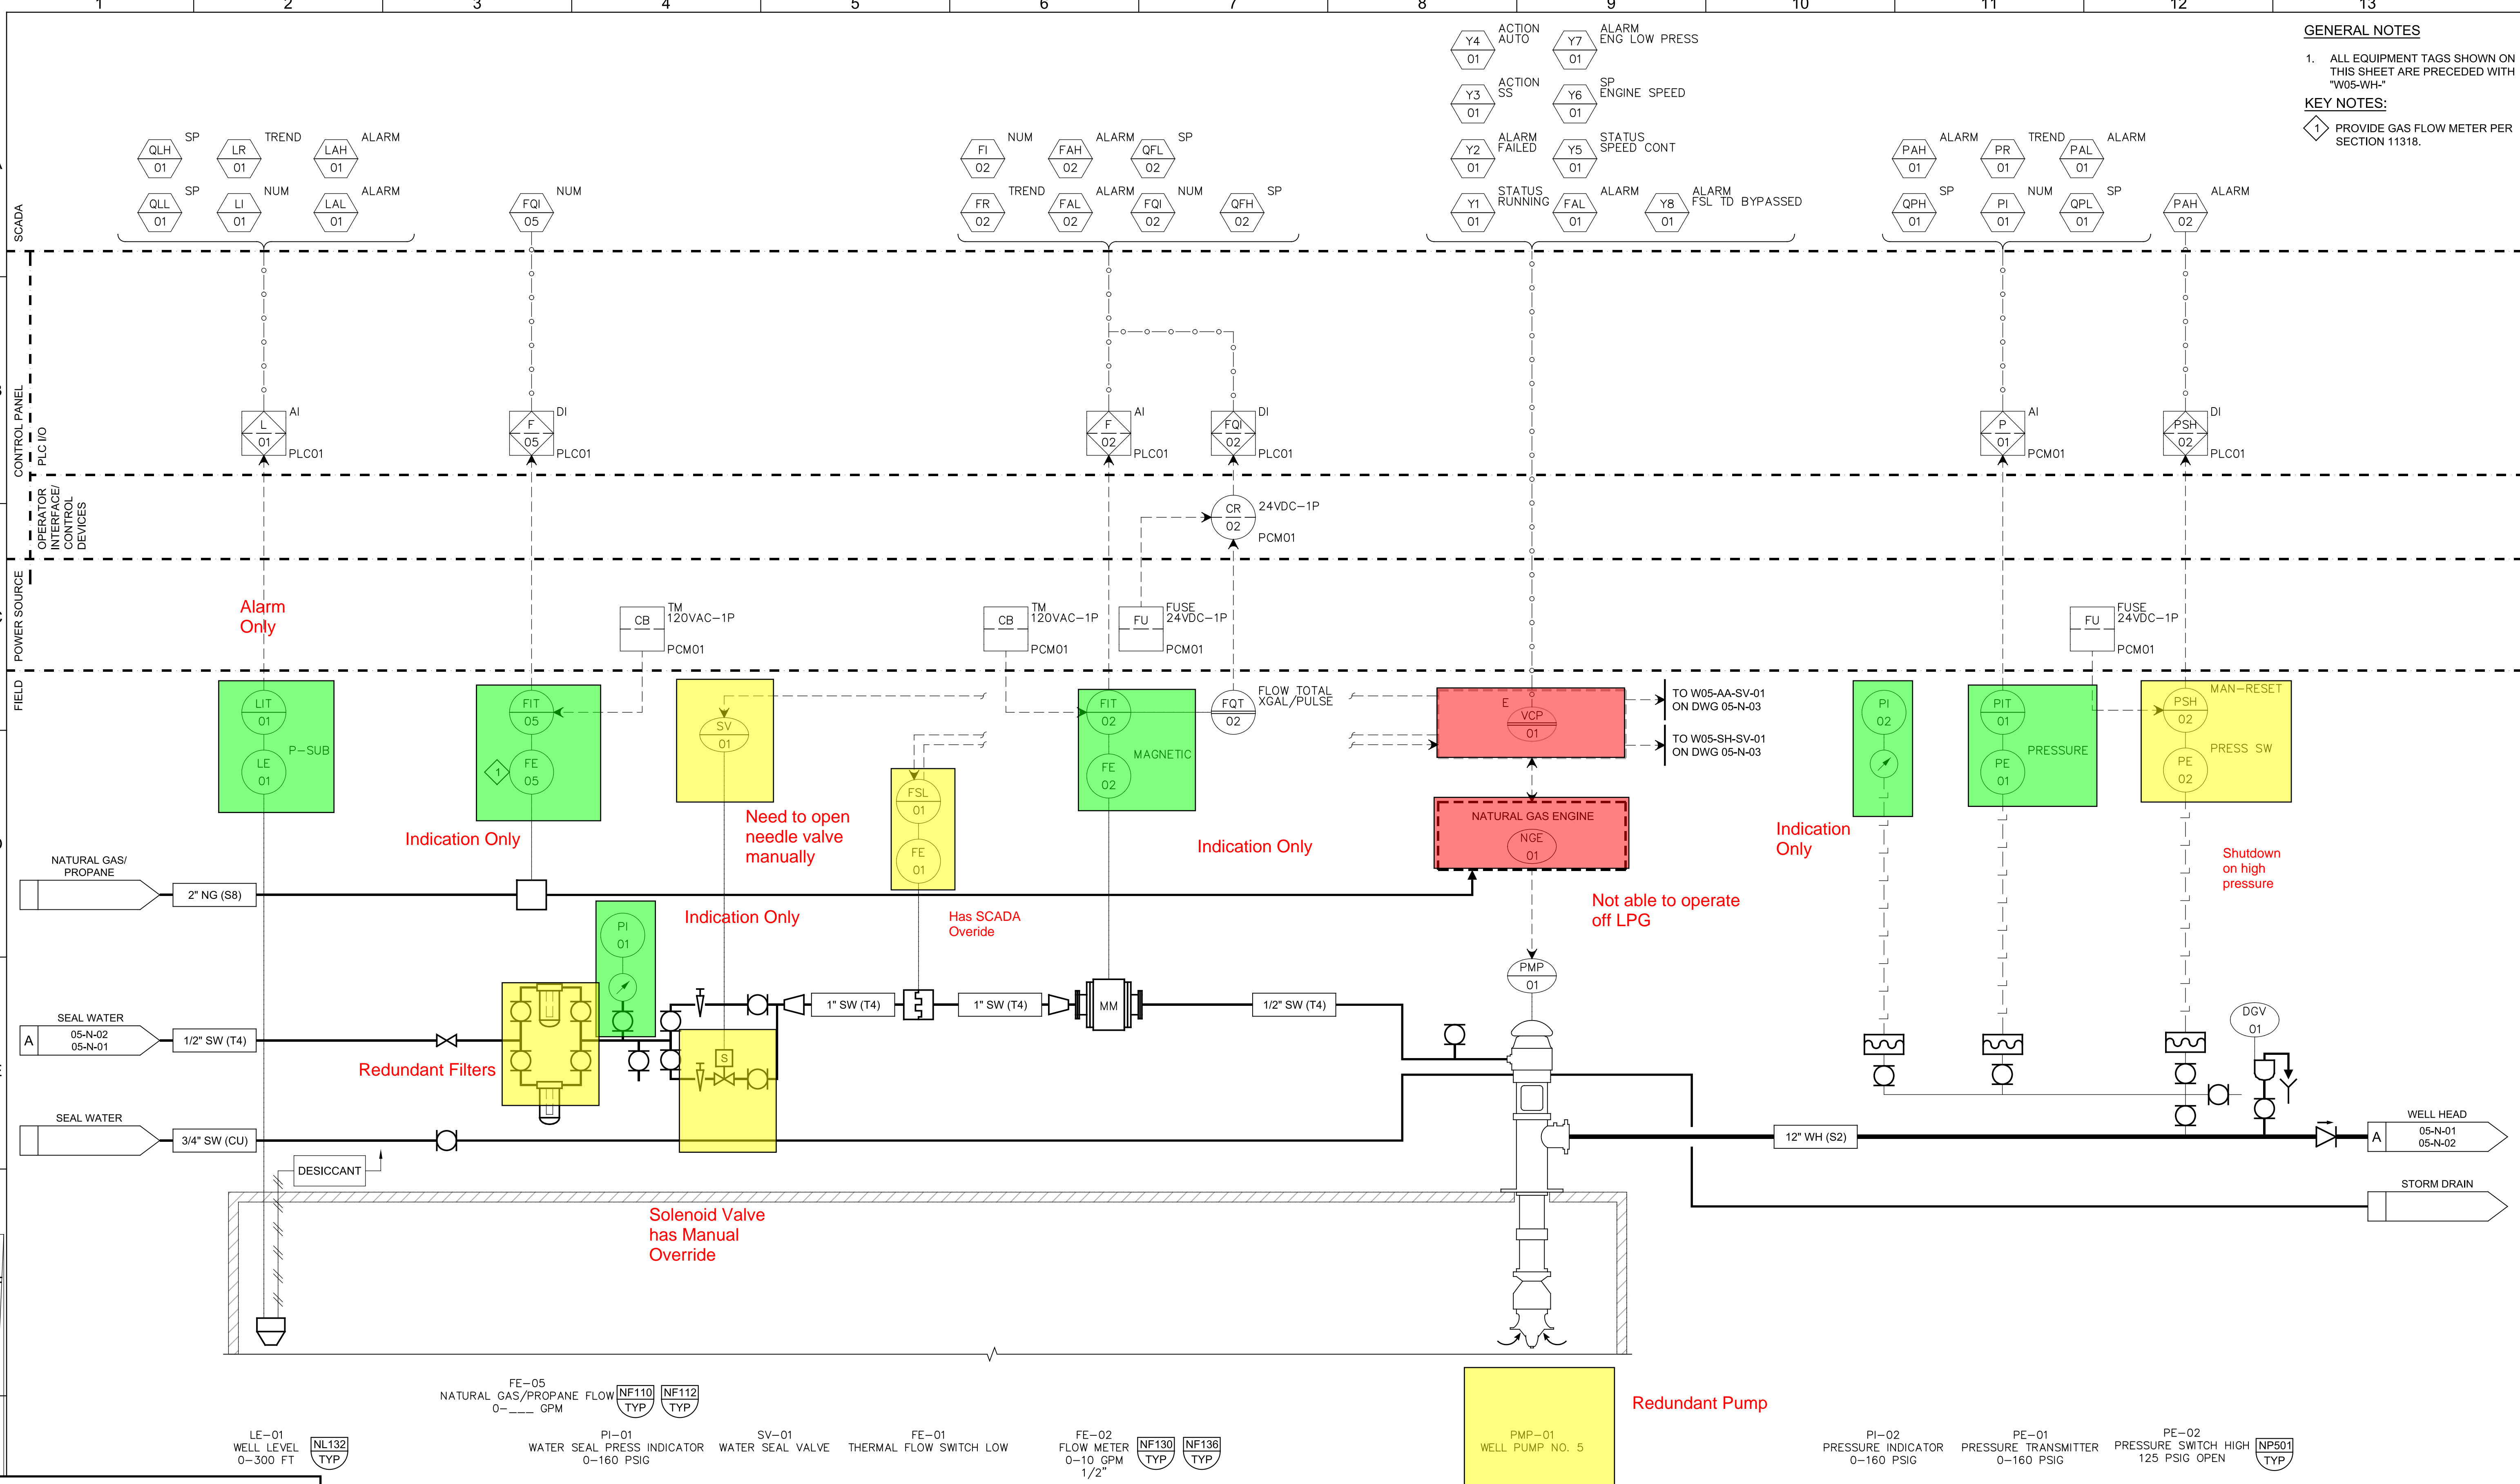 1 2 3 4 5 6 7 8 9 10 11 12 13
GENERAL NOTES
1. ALL EQUIPMENT TAGS SHOWN ON
THIS SHEET ARE PRECEDED WITH
"W05-WH-"
KEY NOTES:
1 PROVIDE GAS FLOW METER PER
SECTION 11318.
SCADA
QLH 01 SP
LR 01 TREND
LAH 01 ALARM
QLL 01 SP
LI 01 NUM
LAL 01 ALARM
FQI 05 NUM
FI 02 NUM
FAH 02 ALARM
QFL 02 SP
FR 02 TREND
FAL 02 ALARM
FQI 02 NUM
QFH 02 SP
Y4 01 ACTION AUTO
Y7 01 ALARM ENG LOW PRESS
Y3 01 ACTION SS
Y6 01 SP ENGINE SPEED
Y2 01 ALARM FAILED
Y5 01 STATUS SPEED CONT
Y1 01 STATUS RUNNING
FAL 01 ALARM
Y8 01 ALARM FSL TD BYPASSED
PAH 01 ALARM
PR 01 TREND
PAL 01 ALARM
QPH 01 SP
PI 01 NUM
QPL 01 SP
PAH 02 ALARM
CONTROL PANEL
PLC I/O
L 01 AI PLC01
F 05 DI PLC01
F 02 AI PLC01
FQI 02 DI PLC01
P 01 AI PCM01
PSH 02 DI PLC01
OPERATOR
INTERFACE/
CONTROL
DEVICES
CR 02 24VDC-1P PCM01
POWER SOURCE
Alarm
Only
CB TM 120VAC-1P PCM01
CB TM 120VAC-1P PCM01
FU FUSE 24VDC-1P PCM01
FU FUSE 24VDC-1P PCM01
FIELD
LIT 01
P-SUB
LE 01
FIT 05
1
FE 05
SV 01
FSL 01
FE 01
FIT 02
MAGNETIC
FE 02
FQT 02
FLOW TOTAL
XGAL/PULSE
E
VCP 01
TO W05-AA-SV-01
ON DWG 05-N-03
TO W05-SH-SV-01
ON DWG 05-N-03
NATURAL GAS ENGINE
NGE 01
PI 02
PIT 01
PRESSURE
PE 01
MAN-RESET
PSH 02
PRESS SW
PE 02
Indication Only
Need to open
needle valve
manually
Indication Only
Indication
Only
Shutdown
on high
pressure
NATURAL GAS/
PROPANE
2" NG (S8)
Indication Only
Has SCADA
Overide
Not able to operate
off LPG
PI 01
PMP 01
SEAL WATER
A 05-N-02
05-N-01
1/2" SW (T4)
Redundant Filters
S
1" SW (T4)
1" SW (T4)
MM
1/2" SW (T4)
DGV 01
SEAL WATER
3/4" SW (CU)
DESICCANT
12" WH (S2)
WELL HEAD
A 05-N-01
05-N-02
STORM DRAIN
Solenoid Valve
has Manual
Override
FE-05
NATURAL GAS/PROPANE FLOW
0-___ GPM
NF110 TYP
NF112 TYP
Redundant Pump
LE-01
WELL LEVEL
0-300 FT
NL132 TYP
PI-01
WATER SEAL PRESS INDICATOR
0-160 PSIG
SV-01
WATER SEAL VALVE
FE-01
THERMAL FLOW SWITCH LOW
FE-02
FLOW METER
0-10 GPM
1/2"
NF130 TYP
NF136 TYP
PMP-01
WELL PUMP NO. 5
PI-02
PRESSURE INDICATOR
0-160 PSIG
PE-01
PRESSURE TRANSMITTER
0-160 PSIG
PE-02
PRESSURE SWITCH HIGH
125 PSIG OPEN
NP501 TYP